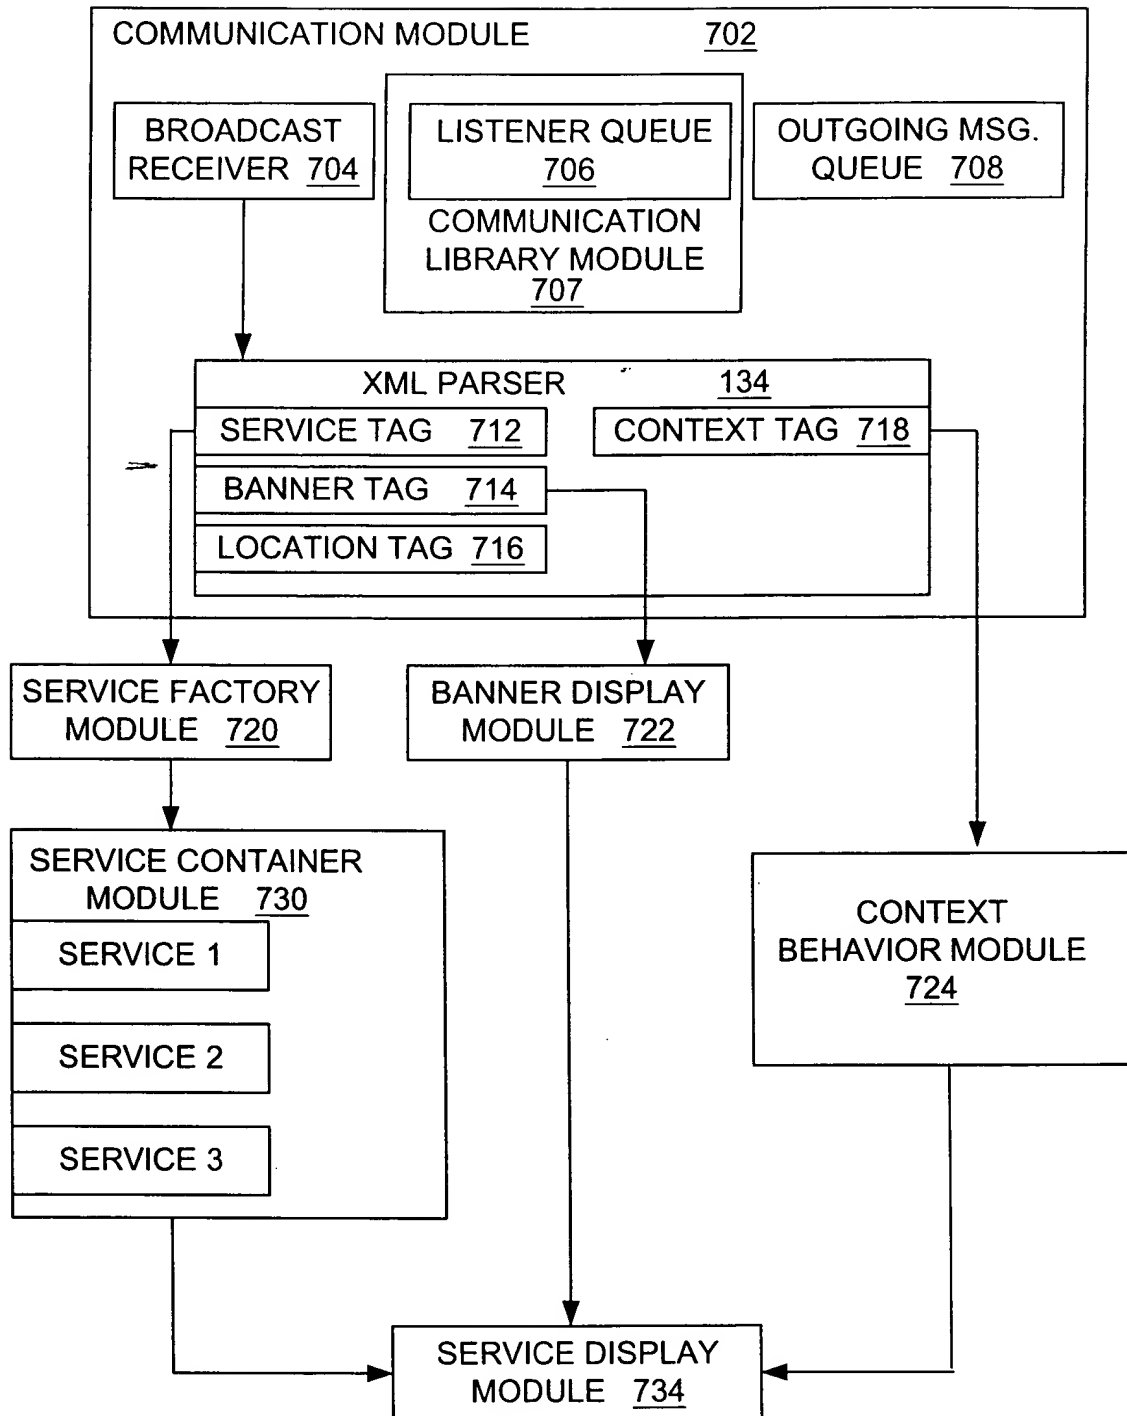 COMMUNICATION MODULE 702
BROADCAST
RECEIVER 704
LISTENER QUEUE
706
COMMUNICATION
LIBRARY MODULE
707
OUTGOING MSG.
QUEUE 708
XML PARSER 134
SERVICE TAG 712
CONTEXT TAG 718
BANNER TAG 714
LOCATION TAG 716
SERVICE FACTORY
MODULE 720
BANNER DISPLAY
MODULE 722
SERVICE CONTAINER
MODULE 730
SERVICE 1
SERVICE 2
SERVICE 3
CONTEXT
BEHAVIOR MODULE
724
SERVICE DISPLAY
MODULE 734